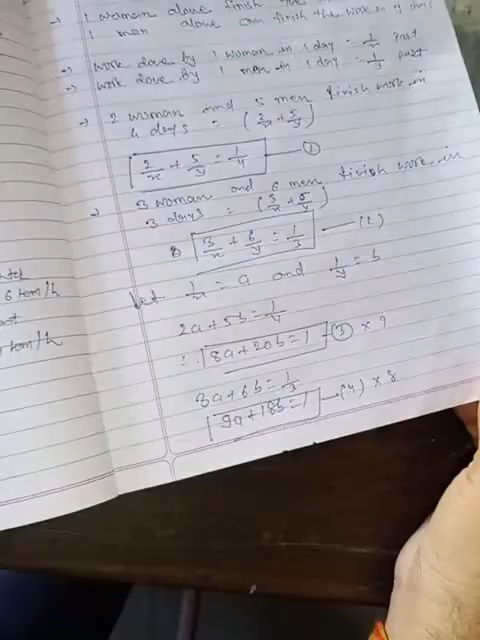 → 1 woman alone finish the
1 man alone can finish the work in y days
→ work done by 1 woman in 1 day = 1/x part
→ work done by 1 man in 1 day = 1/y part
→ 2 woman and 5 men finish work in
4 days = (2/x + 5/y)
2/x + 5/y = 1/4 — ①
→ 3 woman and 6 men finish work in
3 days = (3/x + 6/y)
3/x + 6/y = 1/3 — (2)
Let 1/x = a and 1/y = b
2a + 5b = 1/4
∴ 8a + 20b = 1 — ③ × 9
3a + 6b = 1/3
9a + 18b = 1 — (4) × 8
6 km/h
km/h